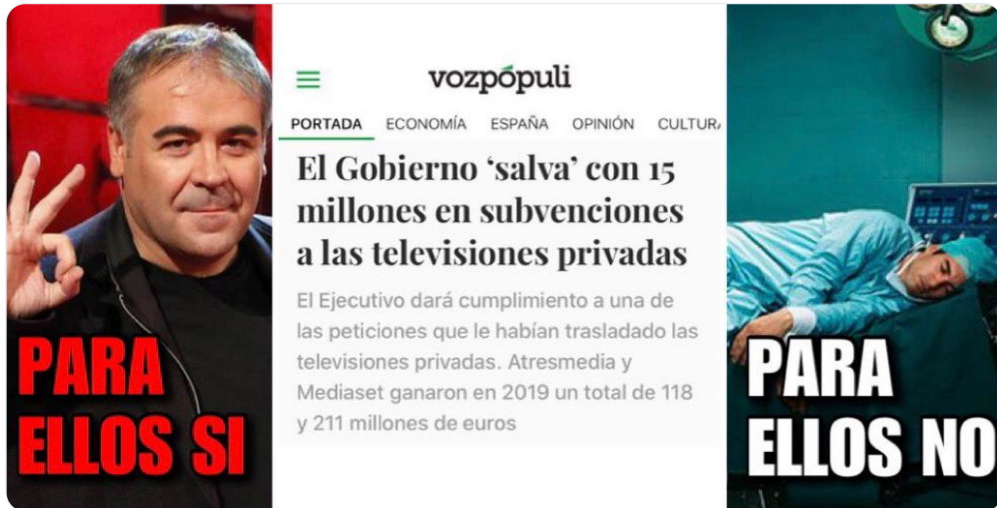 PARA
ELLOS SI
vozpópuli
PORTADA ECONOMÍA ESPAÑA OPINIÓN CULTUR
El Gobierno ‘salva’ con 15
millones en subvenciones
a las televisiones privadas
El Ejecutivo dará cumplimiento a una de
las peticiones que le habían trasladado las
televisiones privadas. Atresmedia y
Mediaset ganaron en 2019 un total de 118
y 211 millones de euros
PARA
ELLOS NO